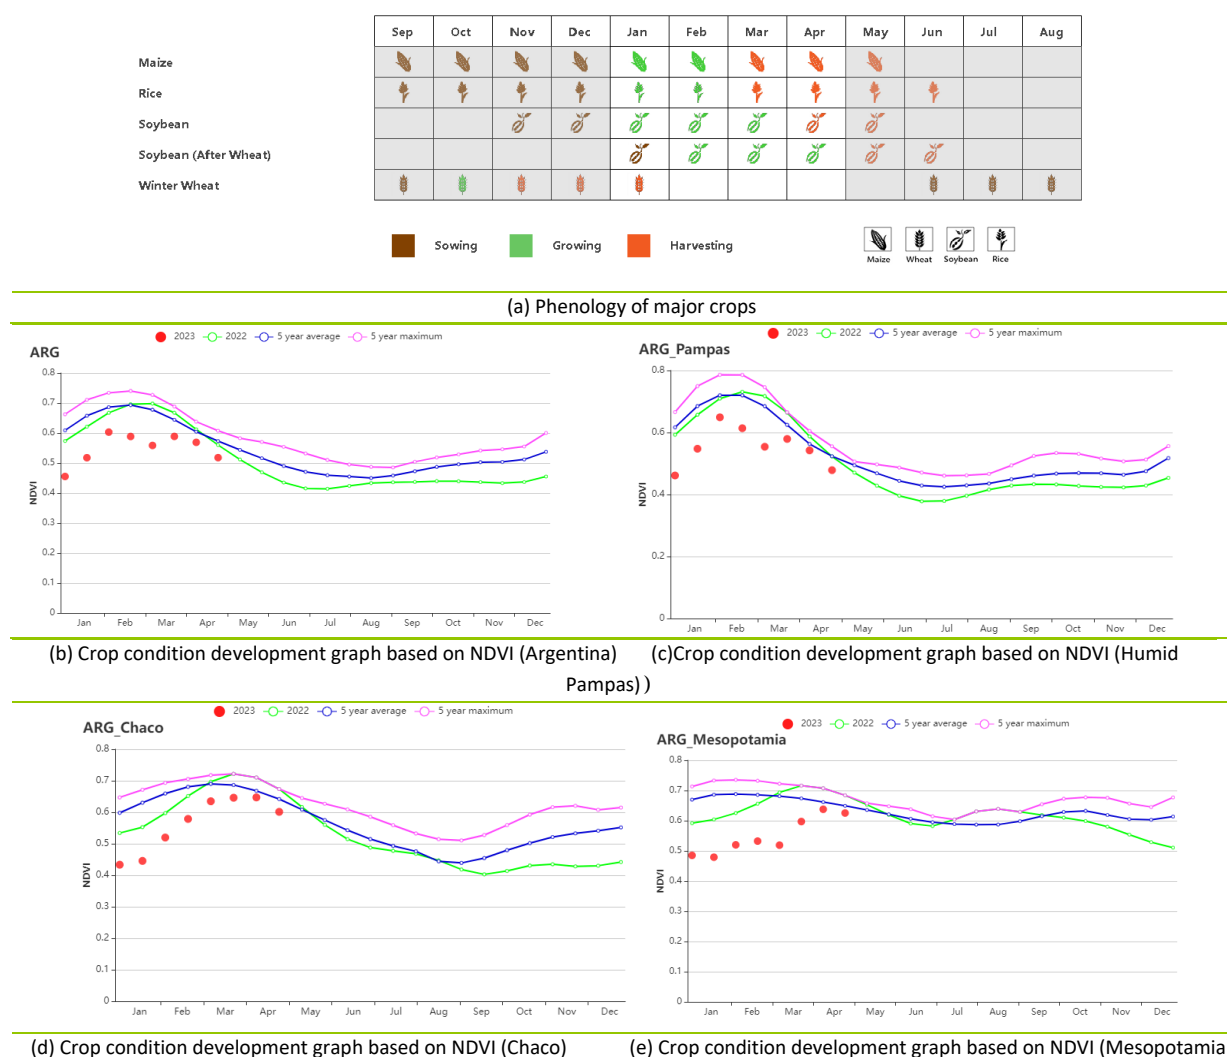 Sep Oct Nov Dec Jan Feb Mar Apr May Jun Jul Aug
Maize
Rice
Soybean
Soybean (After Wheat)
Winter Wheat
Sowing Growing Harvesting
Maize Wheat Soybean Rice
(a) Phenology of major crops
2023 2022 5 year average 5 year maximum
ARG
0.8
0.7
0.6
0.5
0.4
0.3
0.2
0.1
0
NDVI
Jan Feb Mar Apr May Jun Jul Aug Sep Oct Nov Dec
2023 2022 5 year average 5 year maximum
ARG_Pampas
0.8
0.6
0.4
0.2
0
NDVI
Jan Feb Mar Apr May Jun Jul Aug Sep Oct Nov Dec
(b) Crop condition development graph based on NDVI (Argentina) (c)Crop condition development graph based on NDVI (Humid
Pampas)）
2023 2022 5 year average 5 year maximum
ARG_Chaco
0.8
0.7
0.6
0.5
0.4
0.3
0.2
0.1
0
NDVI
Jan Feb Mar Apr May Jun Jul Aug Sep Oct Nov Dec
2023 2022 5 year average 5 year maximum
ARG_Mesopotamia
0.8
0.7
0.6
0.5
0.4
0.3
0.2
0.1
0
NDVI
Jan Feb Mar Apr May Jun Jul Aug Sep Oct Nov Dec
(d) Crop condition development graph based on NDVI (Chaco) (e) Crop condition development graph based on NDVI (Mesopotamia